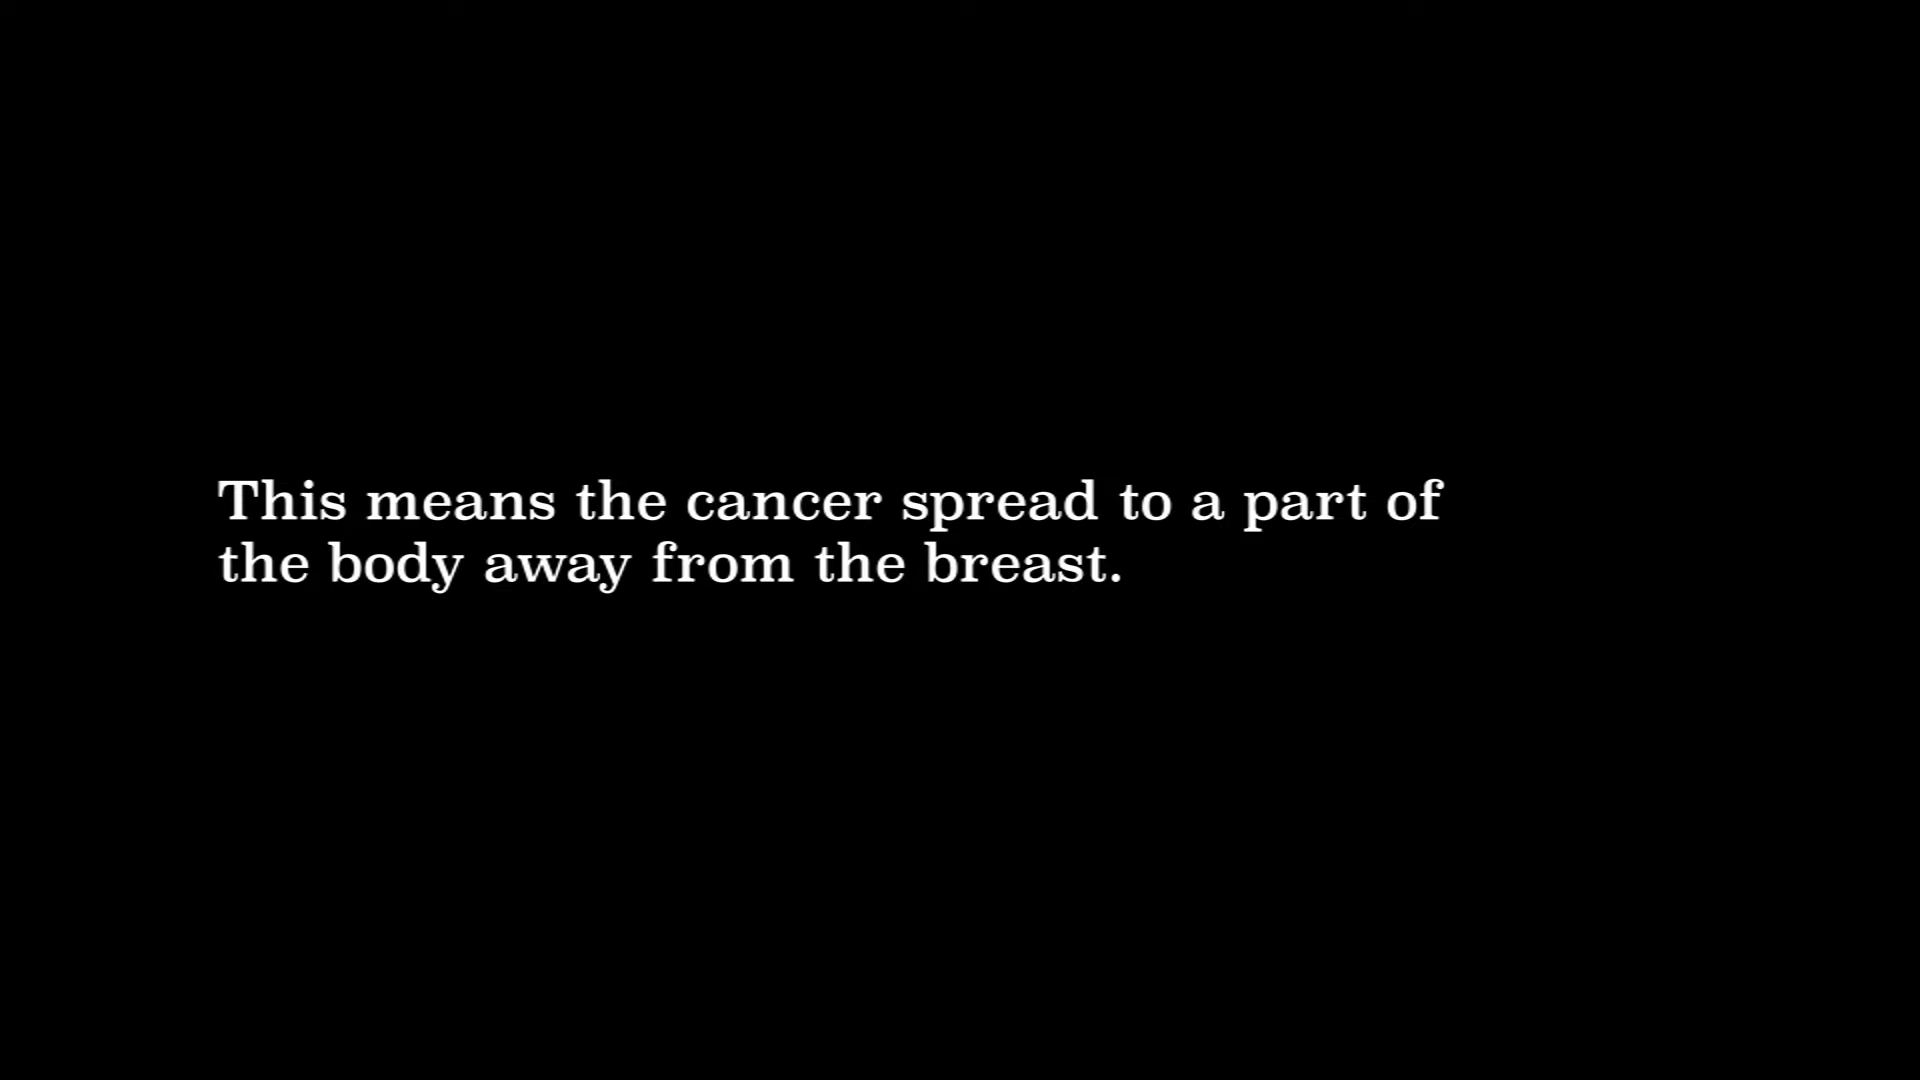 This means the cancer spread to a part of
the body away from the breast.